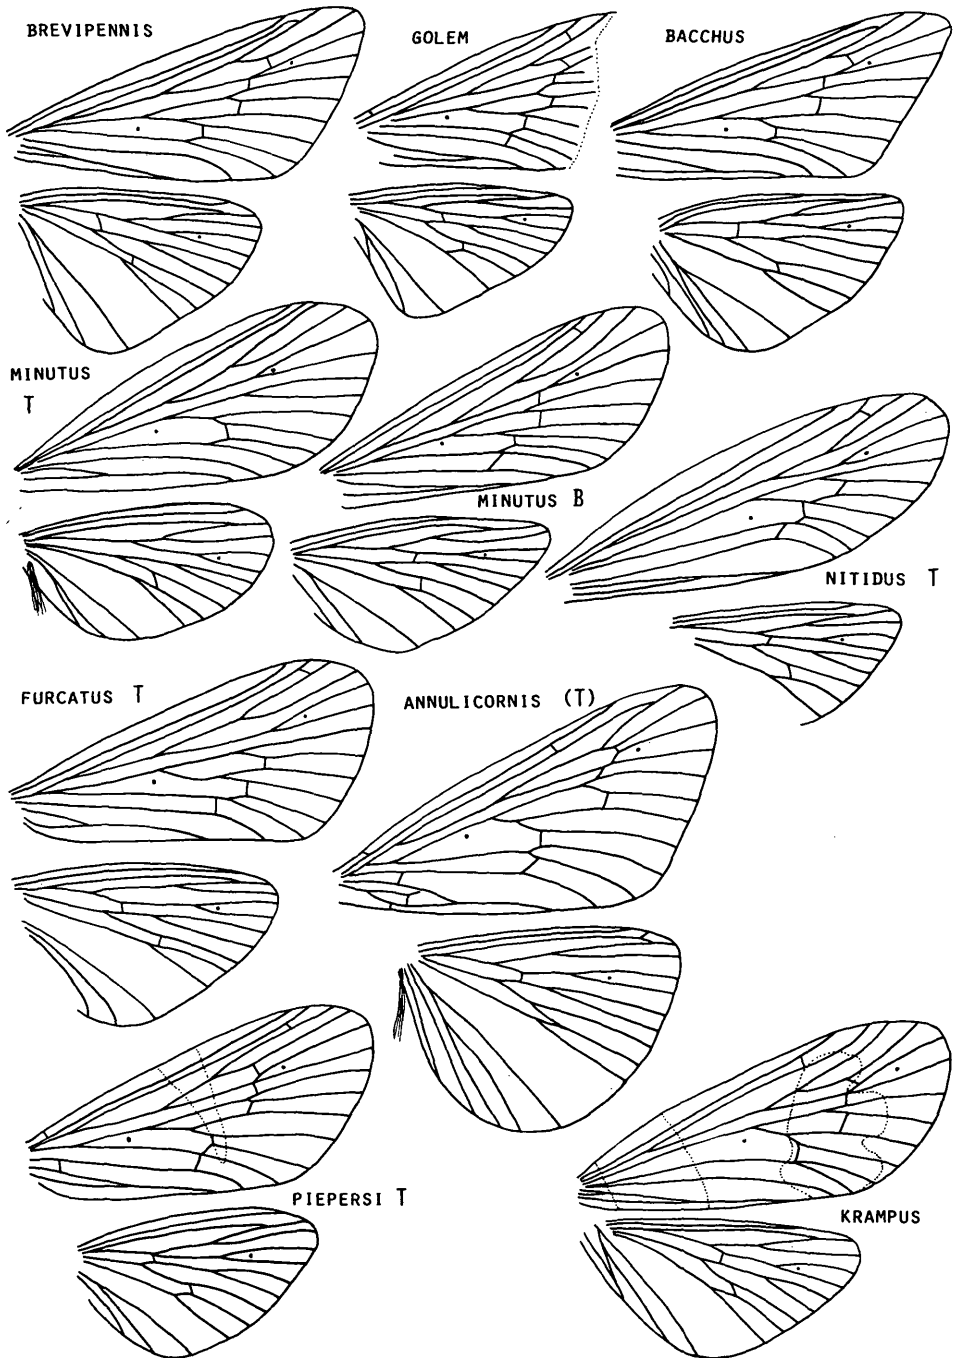 BREVIPENNIS
GOLEM
BACCHUS
MINUTUS
T
MINUTUS B
NITIDUS T
FURCATUS T
ANNULICORNIS (T)
PIEPERSI T
KRAMPUS